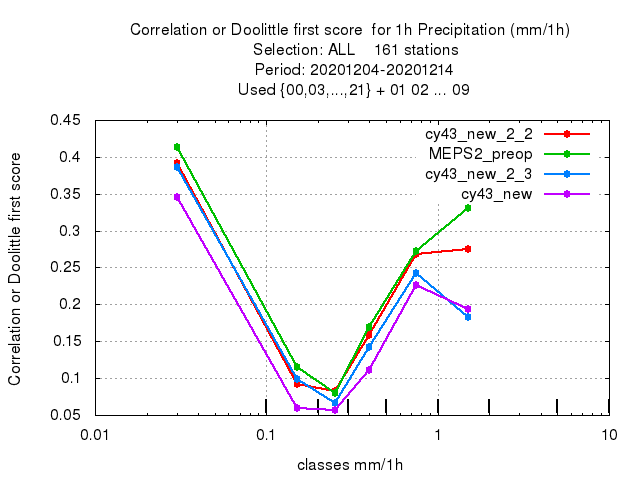 Correlation or Doolittle first score  for 1h Precipitation (mm/1h)
Selection: ALL    161 stations
Period: 20201204-20201214
Used {00,03,...,21} + 01 02 ... 09
cy43_new_2_2
MEPS2_preop
cy43_new_2_3
cy43_new
Correlation or Doolittle first score
0.45
0.4
0.35
0.3
0.25
0.2
0.15
0.1
0.05
0.01
0.1
1
10
classes mm/1h